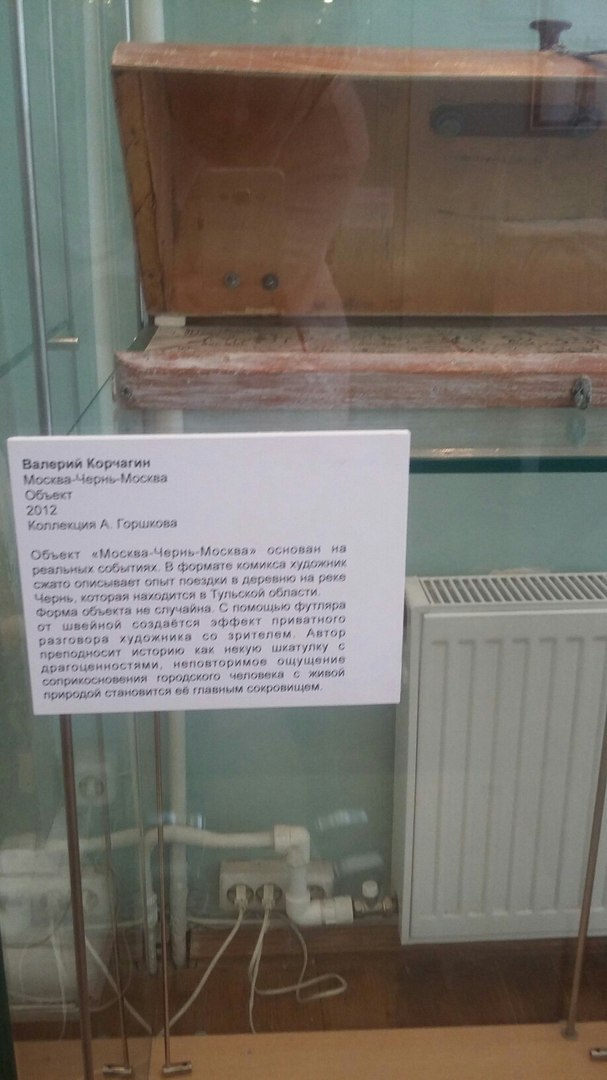 Валерий Корчагин
Москва-Чернь-Москва
Объект
2012
Коллекция А. Горшкова
Объект «Москва-Чернь-Москва» основан на
реальных событиях. В формате комикса художник
сжато описывает опыт поездки в деревню на реке
Чернь, которая находится в Тульской области.
Форма объекта не случайна. С помощью футляра
от швейной создаётся эффект приватного
разговора художника со зрителем. Автор
преподносит историю как некую шкатулку с
драгоценностями, неповторимое ощущение
соприкосновения городского человека с живой
природой становится её главным сокровищем.